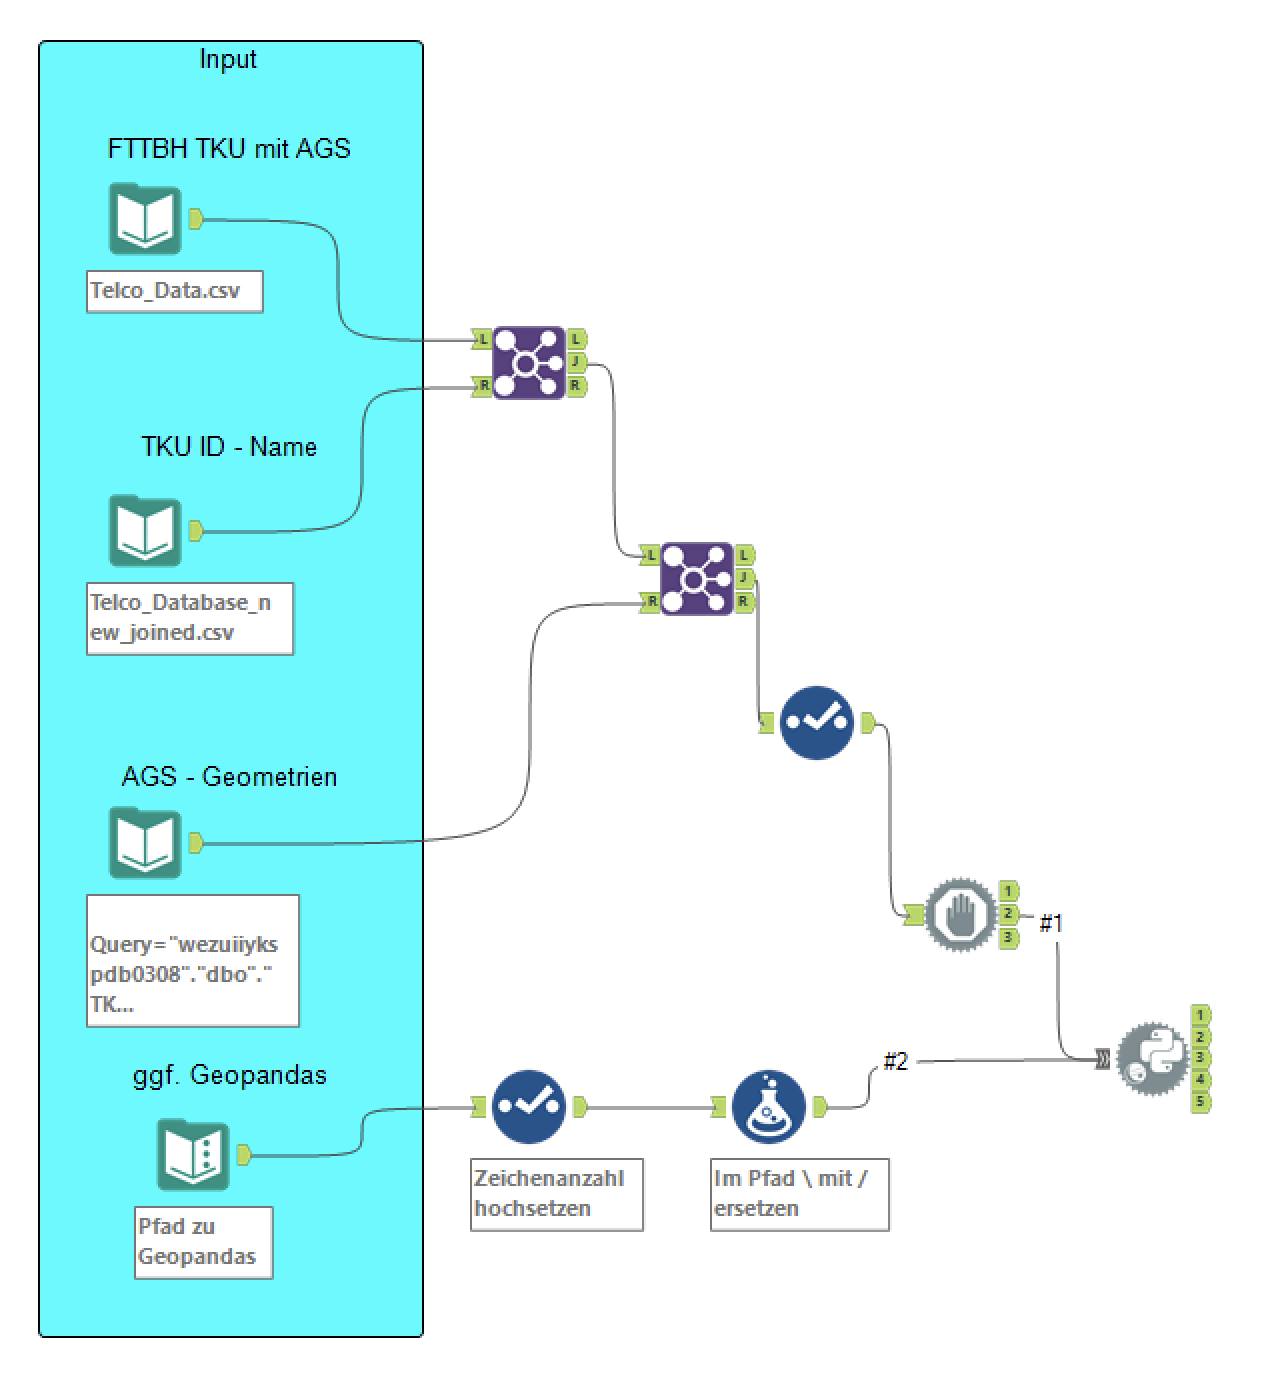 Input
FTTBH TKU mit AGS
Telco_Data.csv
L
R
L
J
R
TKU ID - Name
Telco_Database_n
ew_joined.csv
L
R
L
J
R
AGS - Geometrien
Query="wezuiiyks
pdb0308"."dbo"."
TK...
1
2
3
#1
ggf. Geopandas
#2
1
2
3
4
5
Pfad zu
Geopandas
Zeichenanzahl
hochsetzen
Im Pfad \ mit /
ersetzen